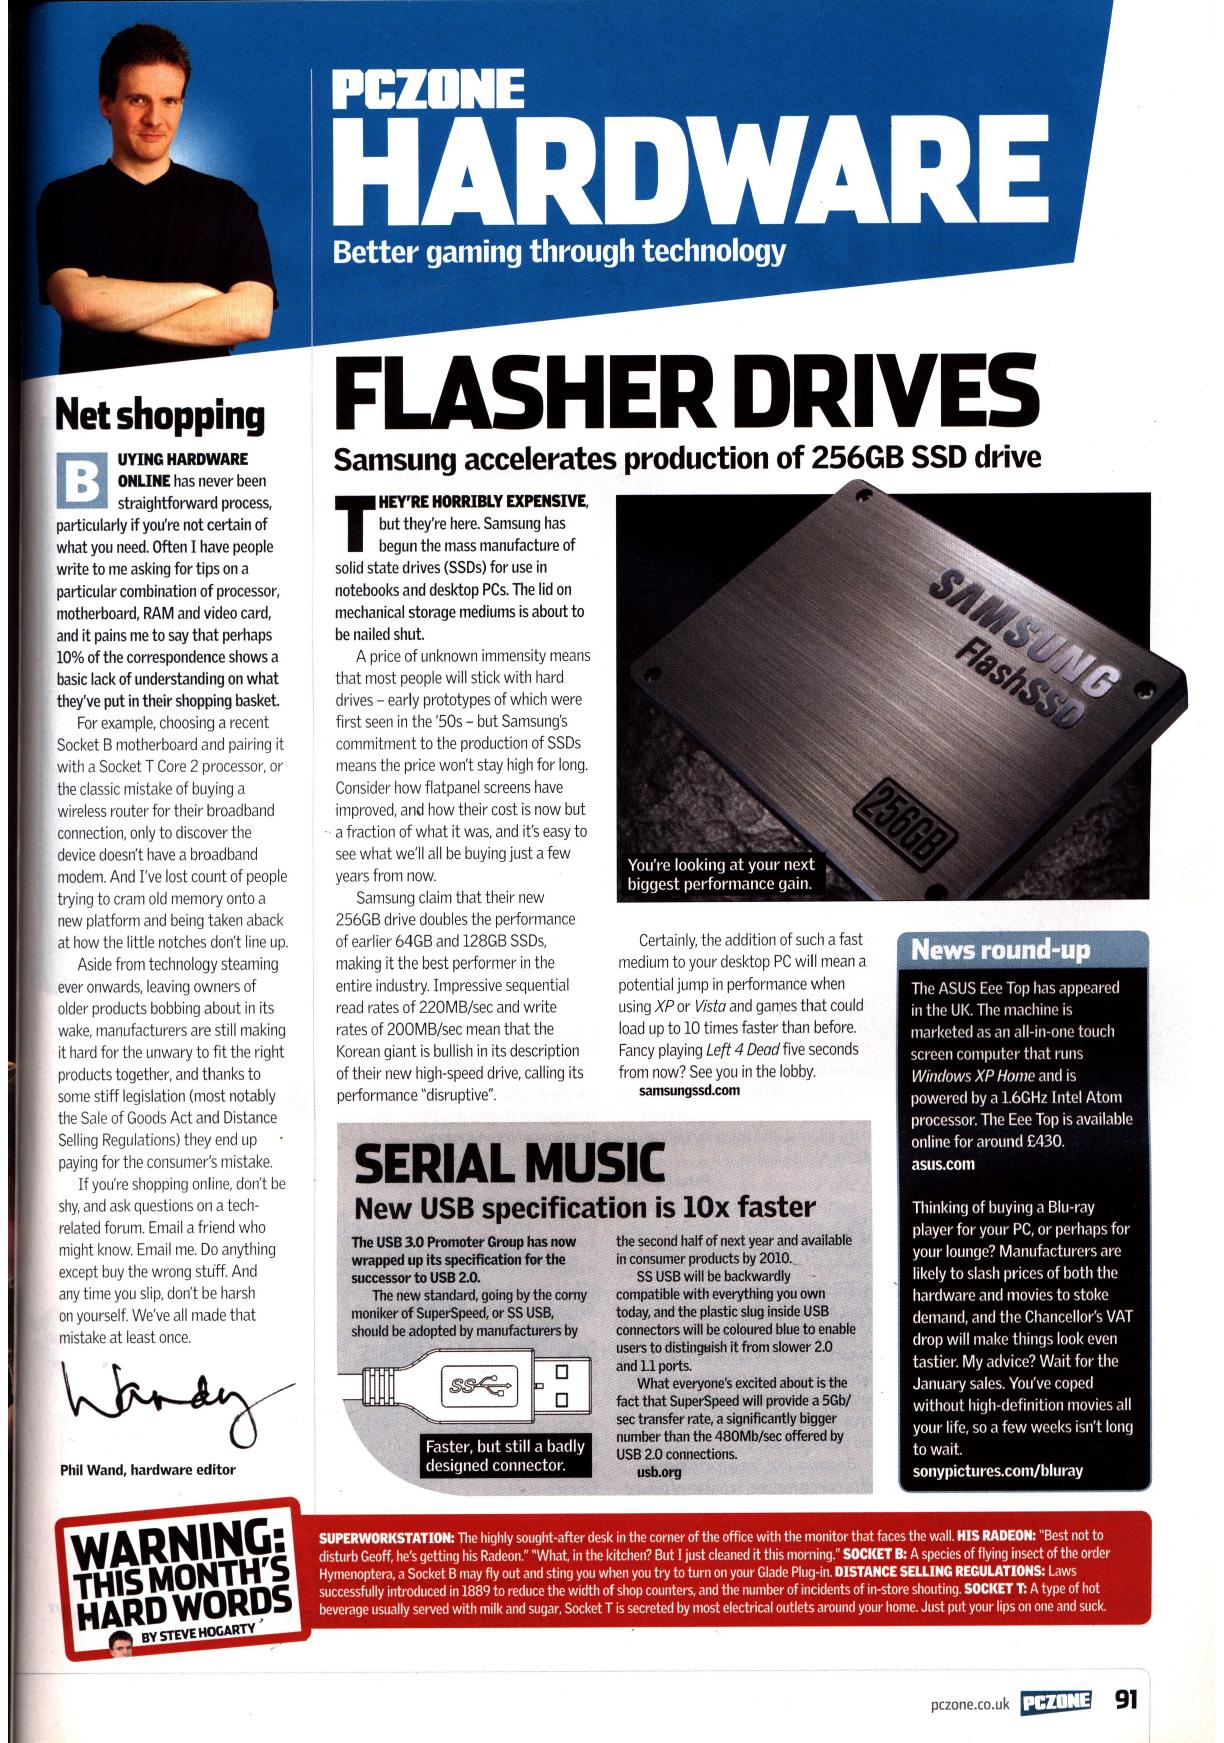 PCZONE
HARDWARE
Better gaming through technology
Net shopping
BUYING HARDWARE
ONLINE has never been
straightforward process,
particularly if you're not certain of
what you need. Often I have people
write to me asking for tips on a
particular combination of processor,
motherboard, RAM and video card,
and it pains me to say that perhaps
10% of the correspondence shows a
basic lack of understanding on what
they've put in their shopping basket.
For example, choosing a recent
Socket B motherboard and pairing it
with a Socket T Core 2 processor, or
the classic mistake of buying a
wireless router for their broadband
connection, only to discover the
device doesn't have a broadband
modem. And I've lost count of people
trying to cram old memory onto a
new platform and being taken aback
at how the little notches don't line up.
Aside from technology steaming
ever onwards, leaving owners of
older products bobbing about in its
wake, manufacturers are still making
it hard for the unwary to fit the right
products together, and thanks to
some stiff legislation (most notably
the Sale of Goods Act and Distance
Selling Regulations) they end up
paying for the consumer's mistake.
If you're shopping online, don't be
shy, and ask questions on a tech-
related forum. Email a friend who
might know. Email me. Do anything
except buy the wrong stuff. And
any time you slip, don't be harsh
on yourself. We've all made that
mistake at least once.
Wandy
Phil Wand, hardware editor
FLASHER DRIVES
Samsung accelerates production of 256GB SSD drive
THEY'RE HORRIBLY EXPENSIVE,
but they're here. Samsung has
begun the mass manufacture of
solid state drives (SSDs) for use in
notebooks and desktop PCs. The lid on
mechanical storage mediums is about to
be nailed shut.
A price of unknown immensity means
that most people will stick with hard
drives – early prototypes of which were
first seen in the '50s – but Samsung's
commitment to the production of SSDs
means the price won't stay high for long.
Consider how flatpanel screens have
improved, and how their cost is now but
a fraction of what it was, and it's easy to
see what we'll all be buying just a few
years from now.
Samsung claim that their new
256GB drive doubles the performance
of earlier 64GB and 128GB SSDs,
making it the best performer in the
entire industry. Impressive sequential
read rates of 220MB/sec and write
rates of 200MB/sec mean that the
Korean giant is bullish in its description
of their new high-speed drive, calling its
performance "disruptive".
SAMSUNG
FlashSSD
256GB
You're looking at your next
biggest performance gain.
Certainly, the addition of such a fast
medium to your desktop PC will mean a
potential jump in performance when
using XP or Vista and games that could
load up to 10 times faster than before.
Fancy playing Left 4 Dead five seconds
from now? See you in the lobby.
samsungssd.com
SERIAL MUSIC
New USB specification is 10x faster
The USB 3.0 Promoter Group has now
wrapped up its specification for the
successor to USB 2.0.
The new standard, going by the corny
moniker of SuperSpeed, or SS USB,
should be adopted by manufacturers by
SS
Faster, but still a badly
designed connector.
the second half of next year and available
in consumer products by 2010.
SS USB will be backwardly
compatible with everything you own
today, and the plastic slug inside USB
connectors will be coloured blue to enable
users to distinguish it from slower 2.0
and 1.1 ports.
What everyone's excited about is the
fact that SuperSpeed will provide a 5Gb/
sec transfer rate, a significantly bigger
number than the 480Mb/sec offered by
USB 2.0 connections.
usb.org
News round-up
The ASUS Eee Top has appeared
in the UK. The machine is
marketed as an all-in-one touch
screen computer that runs
Windows XP Home and is
powered by a 1.6GHz Intel Atom
processor. The Eee Top is available
online for around £430.
asus.com
Thinking of buying a Blu-ray
player for your PC, or perhaps for
your lounge? Manufacturers are
likely to slash prices of both the
hardware and movies to stoke
demand, and the Chancellor's VAT
drop will make things look even
tastier. My advice? Wait for the
January sales. You've coped
without high-definition movies all
your life, so a few weeks isn't long
to wait.
sonypictures.com/bluray
WARNING:
THIS MONTH'S
HARD WORDS
BY STEVE HOGARTY
SUPERWORKSTATION: The highly sought-after desk in the corner of the office with the monitor that faces the wall. HIS RADEON: "Best not to
disturb Geoff, he's getting his Radeon." "What, in the kitchen? But I just cleaned it this morning." SOCKET B: A species of flying insect of the order
Hymenoptera, a Socket B may fly out and sting you when you try to turn on your Glade Plug-in. DISTANCE SELLING REGULATIONS: Laws
successfully introduced in 1889 to reduce the width of shop counters, and the number of incidents of in-store shouting. SOCKET T: A type of hot
beverage usually served with milk and sugar, Socket T is secreted by most electrical outlets around your home. Just put your lips on one and suck.
pczone.co.uk PCZONE 91